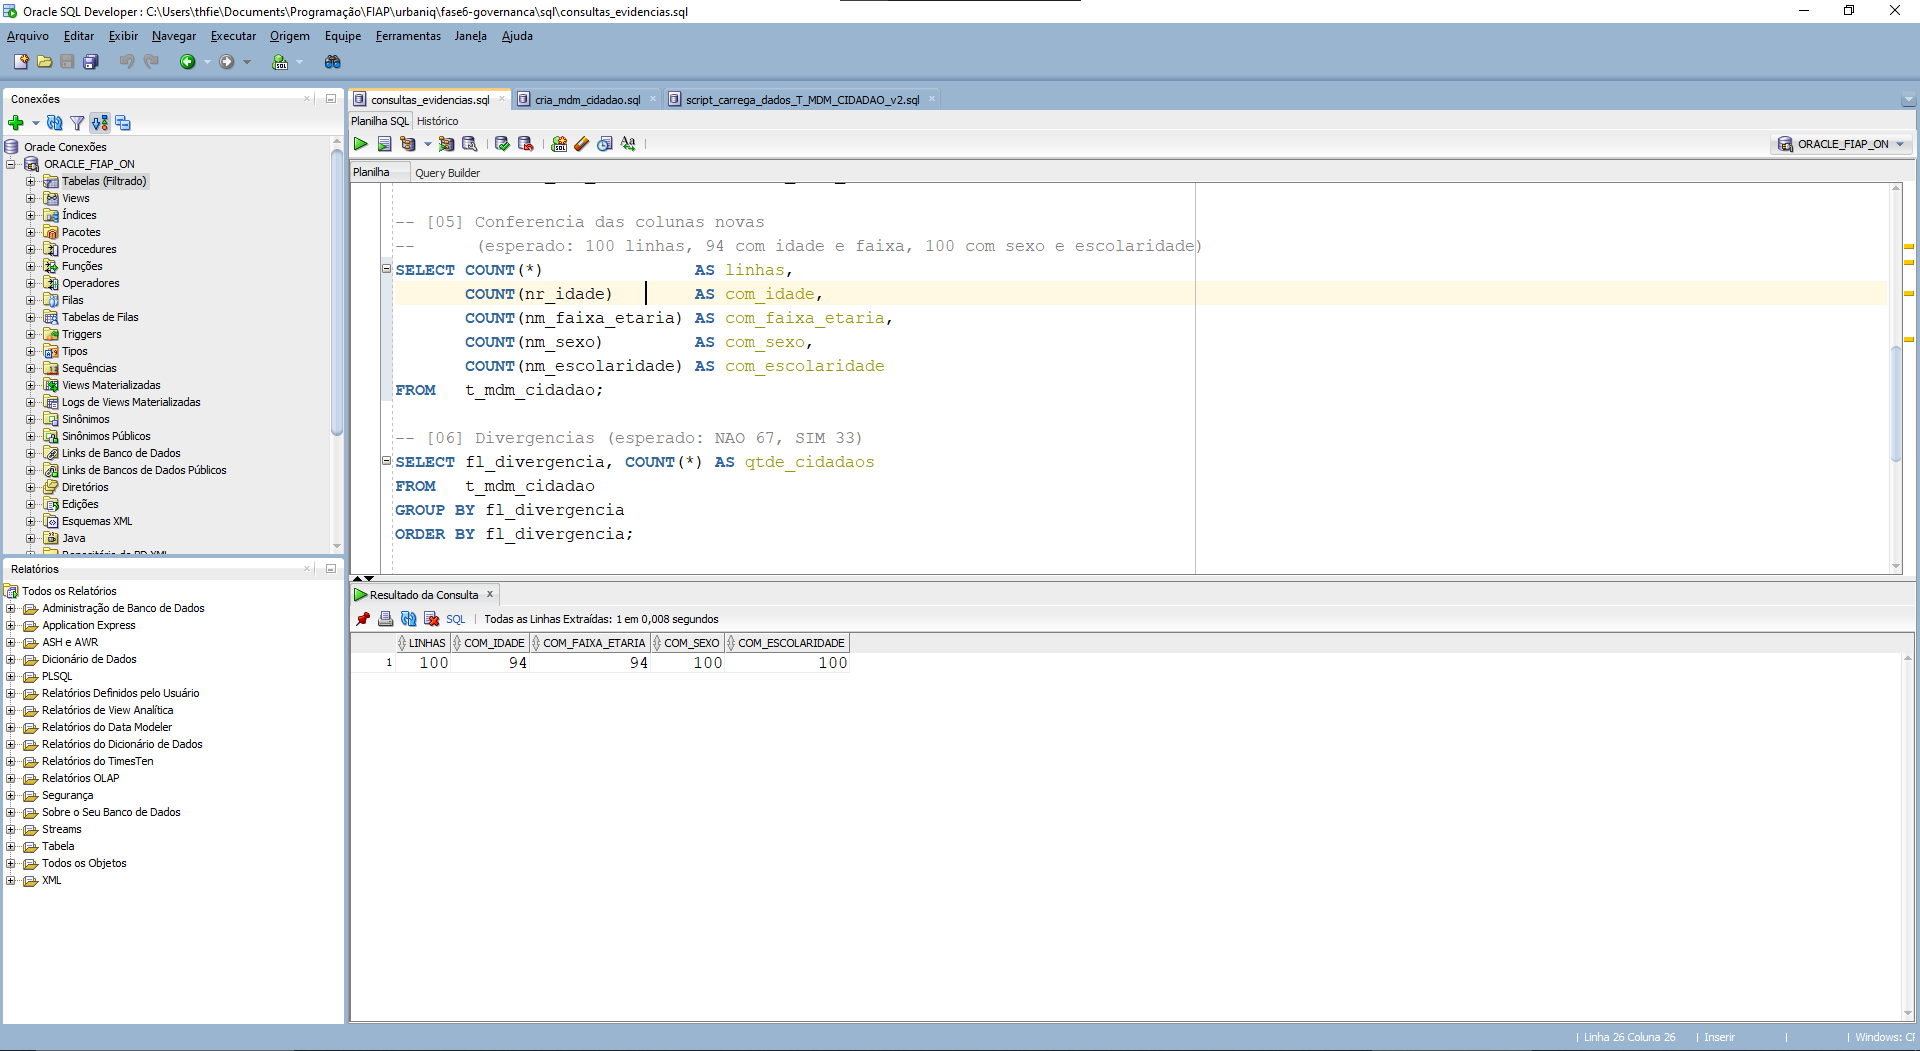 Oracle SQL Developer : C:\Users\thfie\Documents\Programação\FIAP\urbaniq\fase6-governanca\sql\consultas_evidencias.sql
Arquivo Editar Exibir Navegar Executar Origem Equipe Ferramentas Janela Ajuda
Conexões
Oracle Conexões
ORACLE_FIAP_ON
Tabelas (Filtrado)
Views
Índices
Pacotes
Procedures
Funções
Operadores
Filas
Tabelas de Filas
Triggers
Tipos
Sequências
Views Materializadas
Logs de Views Materializadas
Sinônimos
Sinônimos Públicos
Links de Banco de Dados
Links de Bancos de Dados Públicos
Diretórios
Edições
Esquemas XML
Java
Relatórios
Todos os Relatórios
Administração de Banco de Dados
Application Express
ASH e AWR
Dicionário de Dados
PLSQL
Relatórios Definidos pelo Usuário
Relatórios de View Analítica
Relatórios do Data Modeler
Relatórios do Dicionário de Dados
Relatórios do TimesTen
Relatórios OLAP
Segurança
Sobre o Seu Banco de Dados
Streams
Tabela
Todos os Objetos
XML
consultas_evidencias.sql cria_mdm_cidadao.sql script_carrega_dados_T_MDM_CIDADAO_v2.sql
Planilha SQL Histórico
ORACLE_FIAP_ON
Planilha Query Builder
-- [05] Conferencia das colunas novas
--      (esperado: 100 linhas, 94 com idade e faixa, 100 com sexo e escolaridade)
SELECT COUNT(*)               AS linhas,
       COUNT(nr_idade)        AS com_idade,
       COUNT(nm_faixa_etaria) AS com_faixa_etaria,
       COUNT(nm_sexo)         AS com_sexo,
       COUNT(nm_escolaridade) AS com_escolaridade
FROM   t_mdm_cidadao;
-- [06] Divergencias (esperado: NAO 67, SIM 33)
SELECT fl_divergencia, COUNT(*) AS qtde_cidadaos
FROM   t_mdm_cidadao
GROUP BY fl_divergencia
ORDER BY fl_divergencia;
Resultado da Consulta
SQL | Todas as Linhas Extraídas: 1 em 0,008 segundos
LINHAS COM_IDADE COM_FAIXA_ETARIA COM_SEXO COM_ESCOLARIDADE
1 100 94 94 100 100
Linha 26 Coluna 26 | Inserir | Windows: